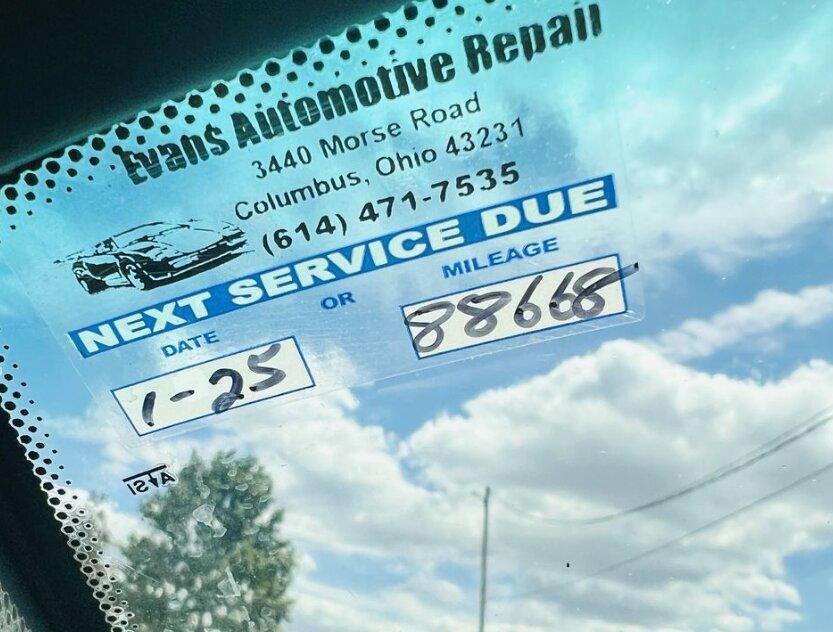 Evans Automotive Repair
3440 Morse Road
Columbus, Ohio 43231
(614) 471-7535
NEXT SERVICE DUE
DATE OR MILEAGE
1-25 88668